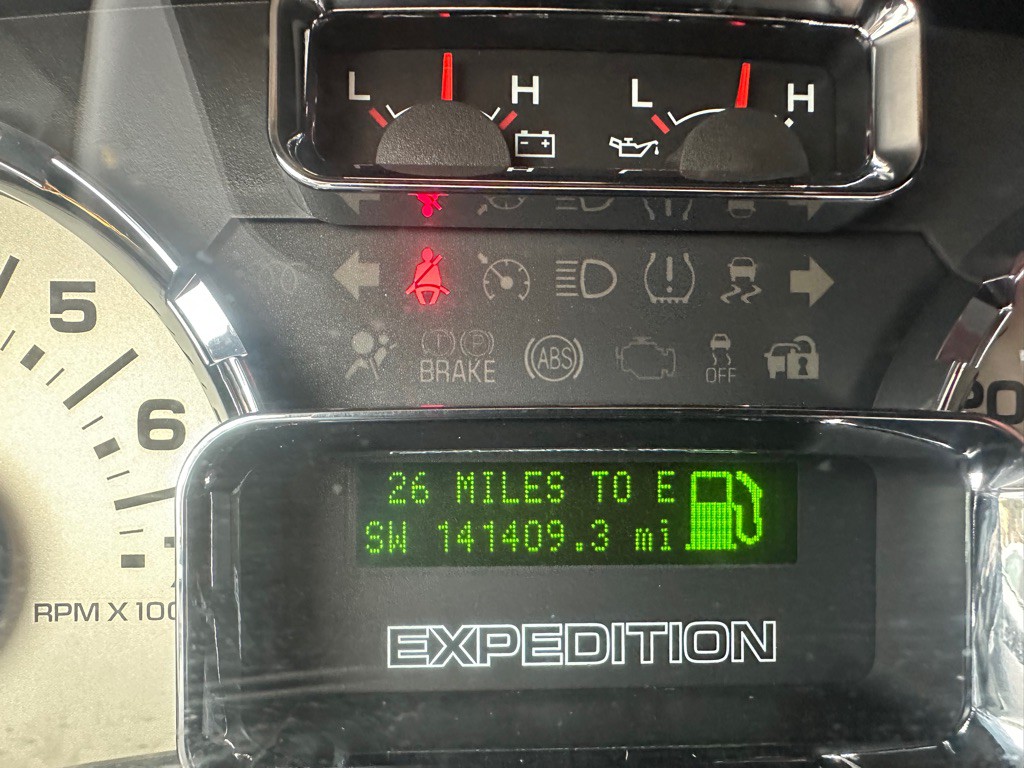 L H
L H
5
BRAKE
ABS
OFF
6
26 MILES TO E
SW 141409.3 mi
RPM X 100
EXPEDITION